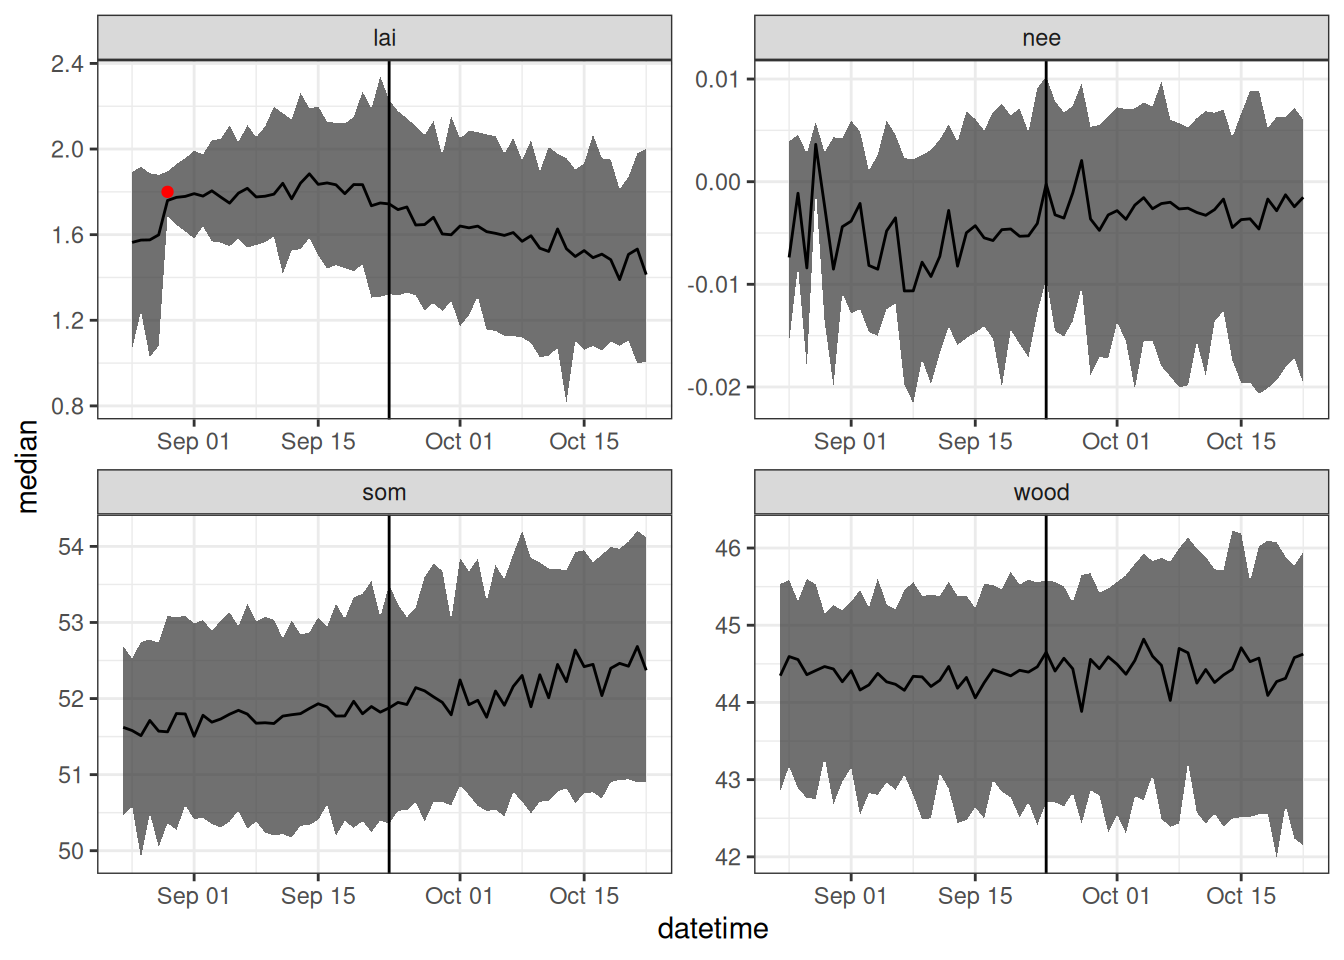 lai
nee
2.4
2.0
1.6
1.2
0.8
0.01
0.00
-0.01
-0.02
Sep 01 Sep 15 Oct 01 Oct 15
Sep 01 Sep 15 Oct 01 Oct 15
median
som
wood
54
53
52
51
50
46
45
44
43
42
Sep 01 Sep 15 Oct 01 Oct 15
Sep 01 Sep 15 Oct 01 Oct 15
datetime